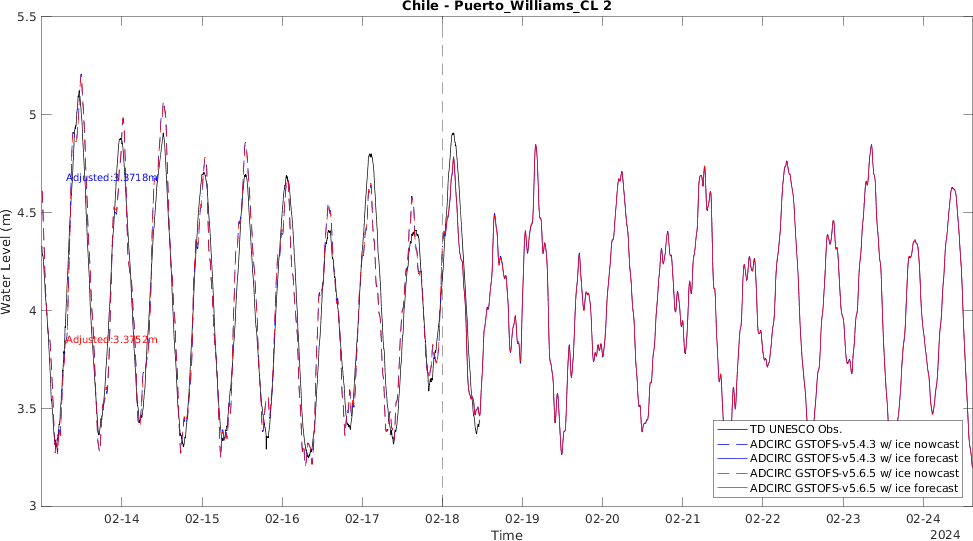 Chile - Puerto_Williams_CL 2
5.5
5
4.5
4
3.5
3
Water Level (m)
Adjusted:3.3718m
Adjusted:3.3752m
TD UNESCO Obs.
ADCIRC GSTOFS-v5.4.3 w/ ice nowcast
ADCIRC GSTOFS-v5.4.3 w/ ice forecast
ADCIRC GSTOFS-v5.6.5 w/ ice nowcast
ADCIRC GSTOFS-v5.6.5 w/ ice forecast
02-14 02-15 02-16 02-17 02-18 02-19 02-20 02-21 02-22 02-23 02-24
Time
2024